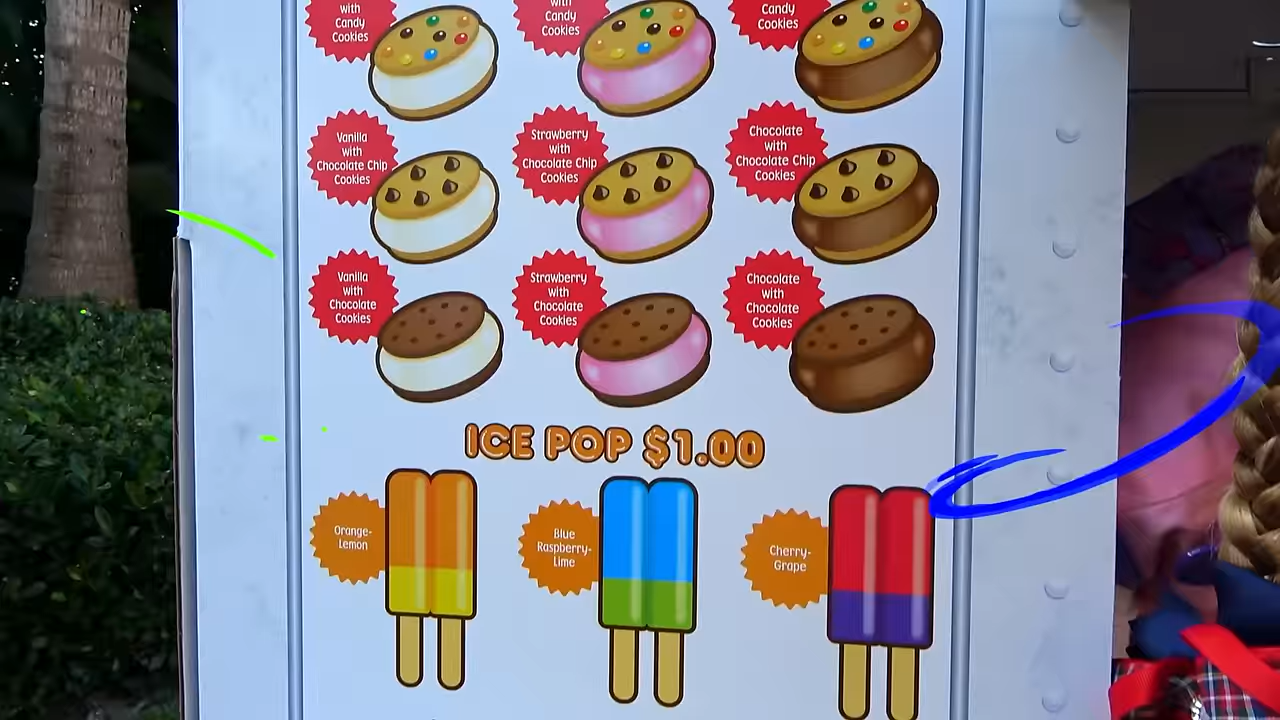 with
Candy
Cookies
with
Candy
Cookies
Candy
Cookies
Vanilla
with
Chocolate Chip
Cookies
Strawberry
with
Chocolate Chip
Cookies
Chocolate
with
Chocolate Chip
Cookies
Vanilla
with
Chocolate
Cookies
Strawberry
with
Chocolate
Cookies
Chocolate
with
Chocolate
Cookies
ICE POP $1.00
Orange-
Lemon
Blue
Raspberry-
Lime
Cherry-
Grape